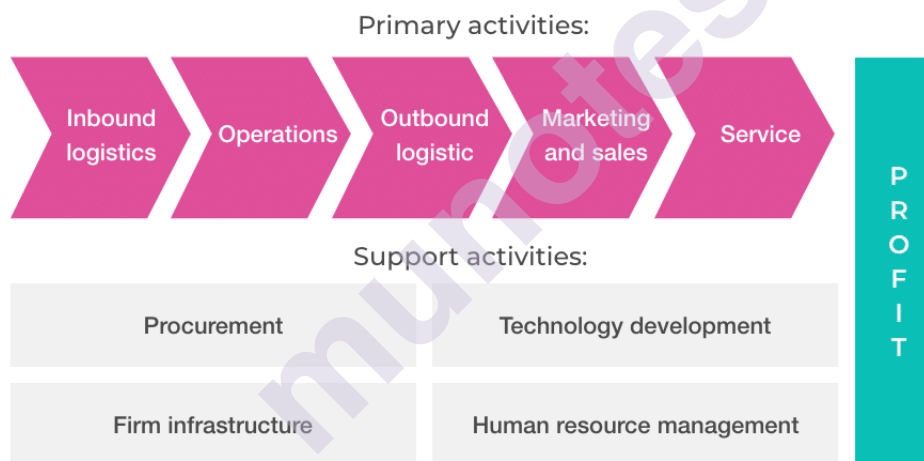 Primary activities:
Inbound
logistics
Operations
Outbound
logistic
Marketing
and sales
Service
PROFIT
Support activities:
Procurement
Technology development
Firm infrastructure
Human resource management
munotes